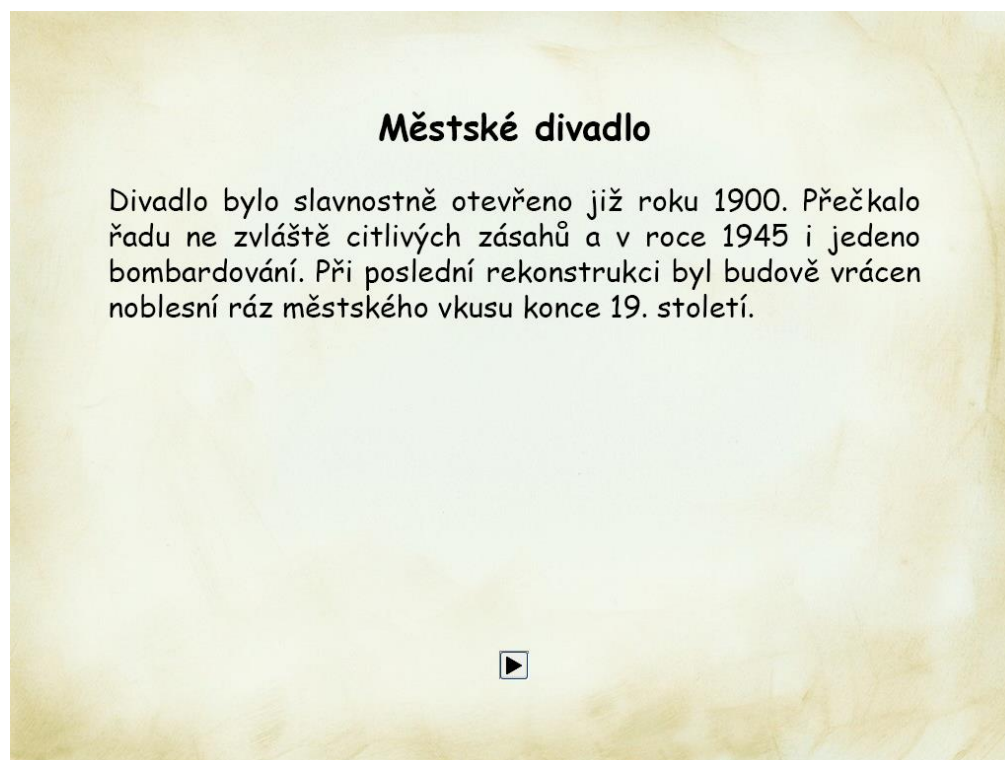 Městské divadlo
Divadlo bylo slavnostně otevřeno již roku 1900. Přečkalo
řadu ne zvláště citlivých zásahů a v roce 1945 i jedeno
bombardování. Při poslední rekonstrukci byl budově vrácen
noblesní ráz městského vkusu konce 19. století.